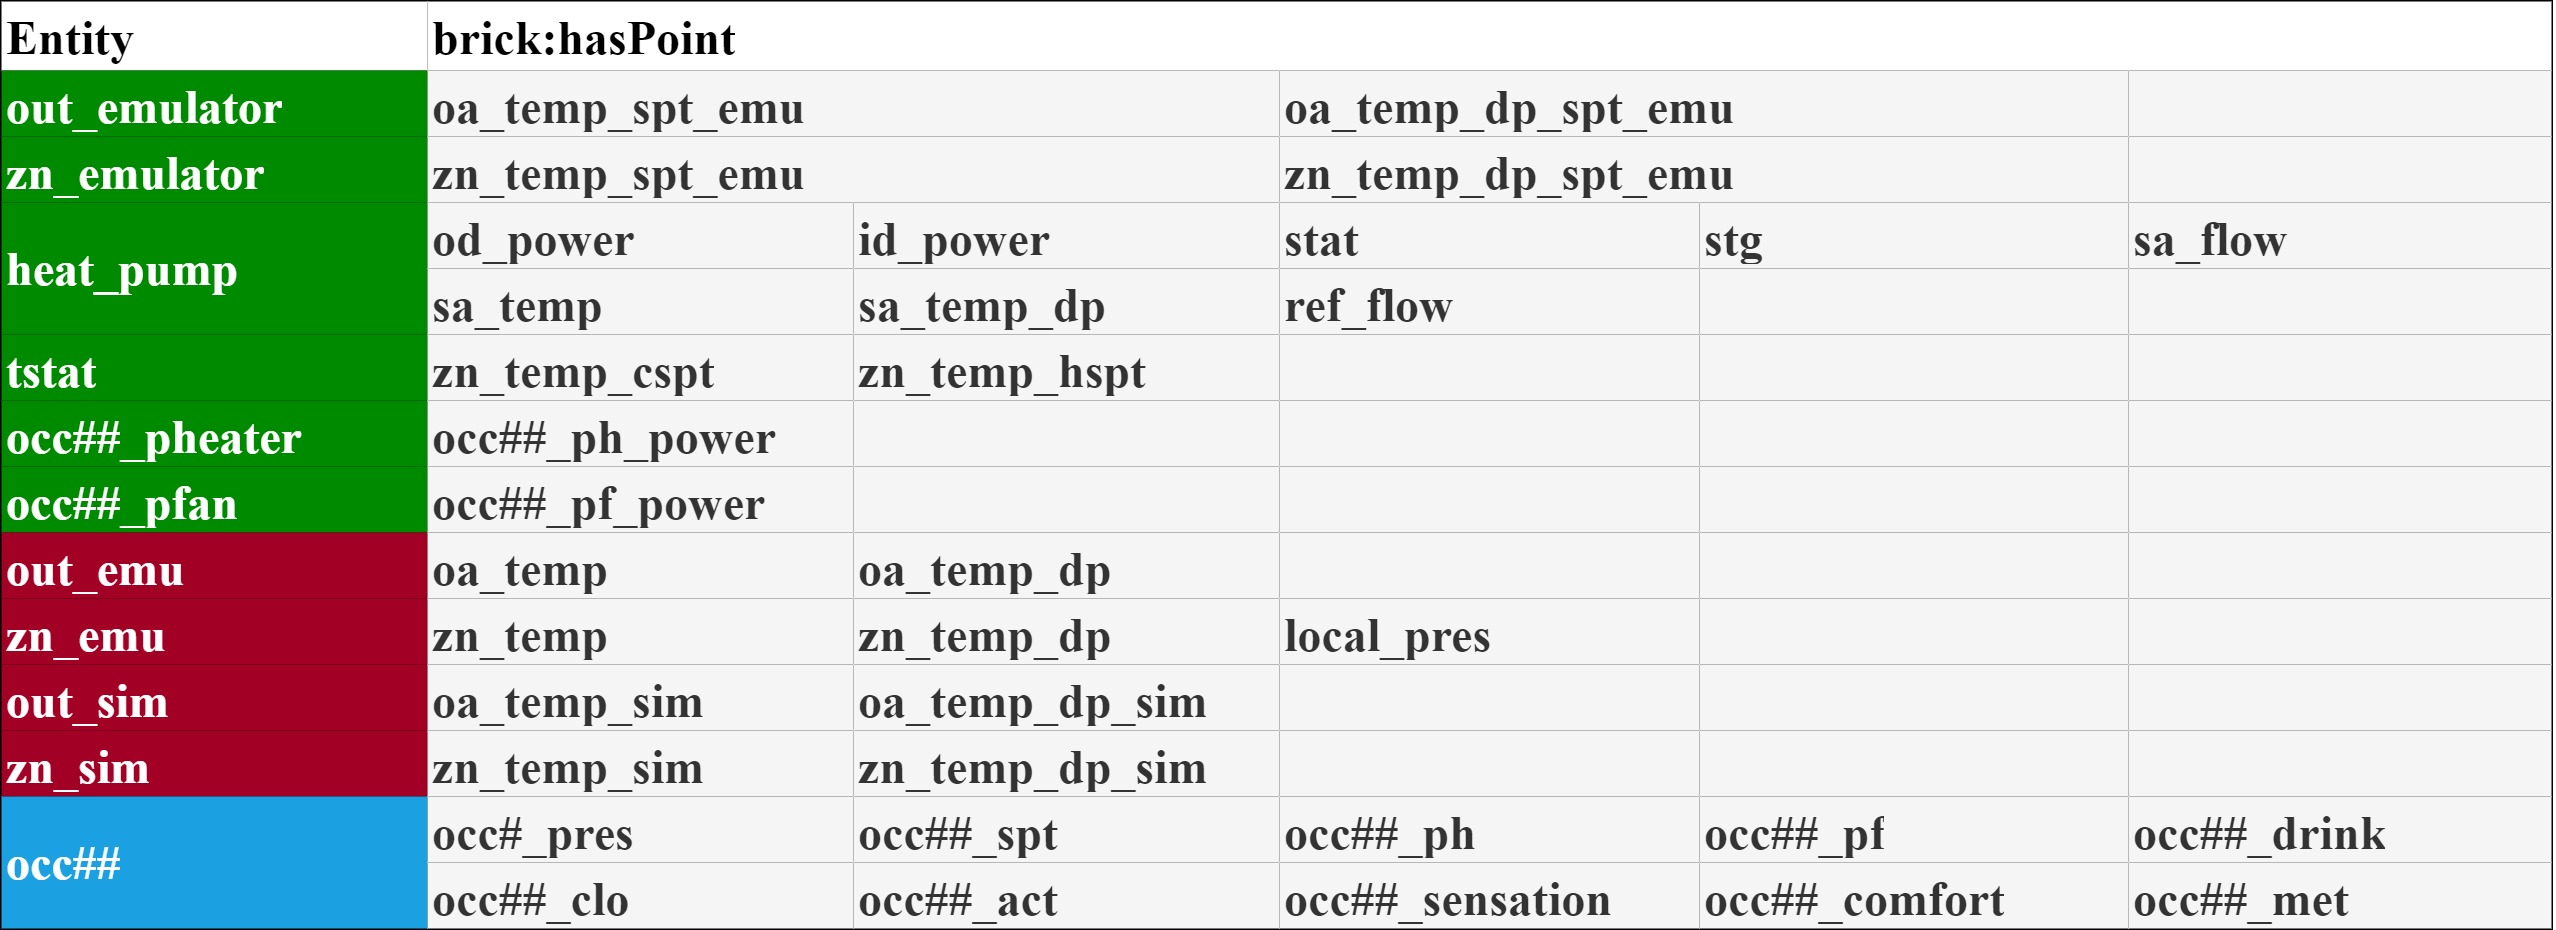 Entity brick:hasPoint
out_emulator oa_temp_spt_emu oa_temp_dp_spt_emu
zn_emulator zn_temp_spt_emu zn_temp_dp_spt_emu
heat_pump od_power id_power stat stg sa_flow
sa_temp sa_temp_dp ref_flow
tstat zn_temp_cspt zn_temp_hspt
occ##_pheater occ##_ph_power
occ##_pfan occ##_pf_power
out_emu oa_temp oa_temp_dp
zn_emu zn_temp zn_temp_dp local_pres
out_sim oa_temp_sim oa_temp_dp_sim
zn_sim zn_temp_sim zn_temp_dp_sim
occ## occ#_pres occ##_spt occ##_ph occ##_pf occ##_drink
occ##_clo occ##_act occ##_sensation occ##_comfort occ##_met